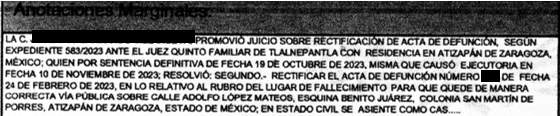 Anotaciones Marginales:
LA C. PROMOVIÓ JUICIO SOBRE RECTIFICACIÓN DE ACTA DE DEFUNCIÓN, SEGÚN
EXPEDIENTE 583/2023 ANTE EL JUEZ QUINTO FAMILIAR DE TLALNEPANTLA CON RESIDENCIA EN ATIZAPÁN DE ZARAGOZA,
MÉXICO; QUIEN POR SENTENCIA DEFINITIVA DE FECHA 19 DE OCTUBRE DE 2023, MISMA QUE CAUSÓ EJECUTORIA EN
FECHA 10 DE NOVIEMBRE DE 2023; RESOLVIÓ: SEGUNDO.- RECTIFICAR EL ACTA DE DEFUNCIÓN NÚMERO DE FECHA
24 DE FEBRERO DE 2023, EN LO RELATIVO AL RUBRO DEL LUGAR DE FALLECIMIENTO PARA QUE QUEDE DE MANERA
CORRECTA VÍA PÚBLICA SOBRE CALLE ADOLFO LÓPEZ MATEOS, ESQUINA BENITO JUÁREZ, COLONIA SAN MARTÍN DE
PORRES, ATIZAPÁN DE ZARAGOZA, ESTADO DE MÉXICO; EN ESTADO CIVIL SE ASIENTE COMO CAS.....